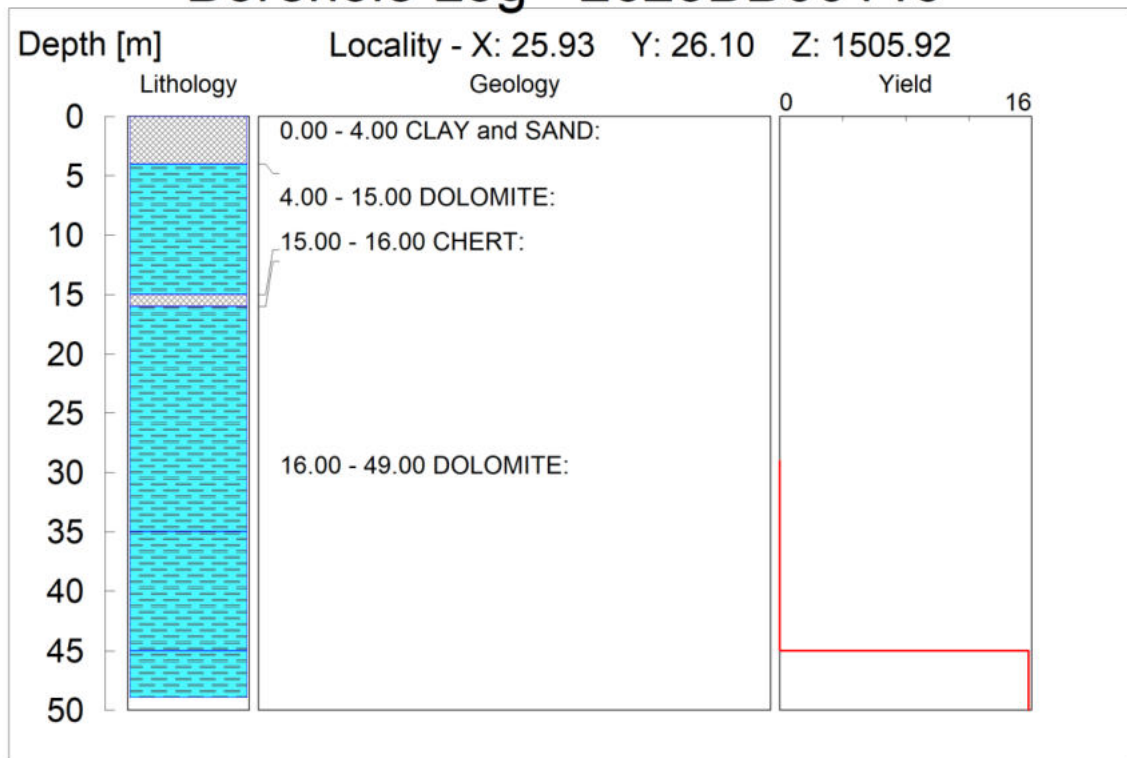 Depth [m]
Locality - X: 25.93 Y: 26.10 Z: 1505.92
Lithology
Geology
Yield
0
16
0
5
10
15
20
25
30
35
40
45
50
0.00 - 4.00 CLAY and SAND:
4.00 - 15.00 DOLOMITE:
15.00 - 16.00 CHERT:
16.00 - 49.00 DOLOMITE: